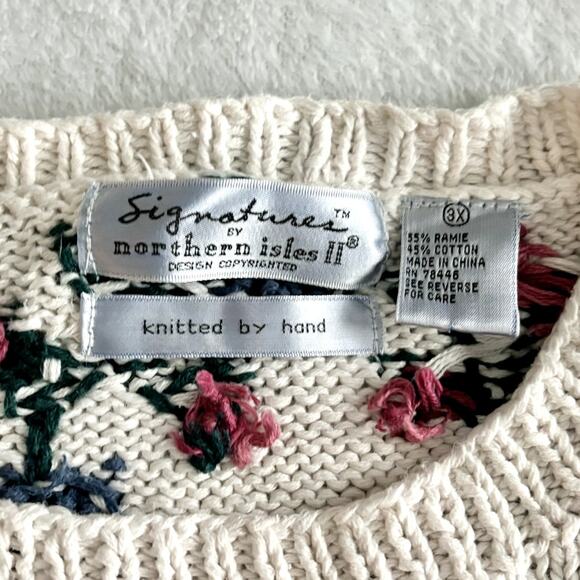 Signatures™
BY
northern isles II®
DESIGN COPYRIGHTED
knitted by hand
3X
55% RAMIE
45% COTTON
MADE IN CHINA
RN 78446
SEE REVERSE
FOR CARE